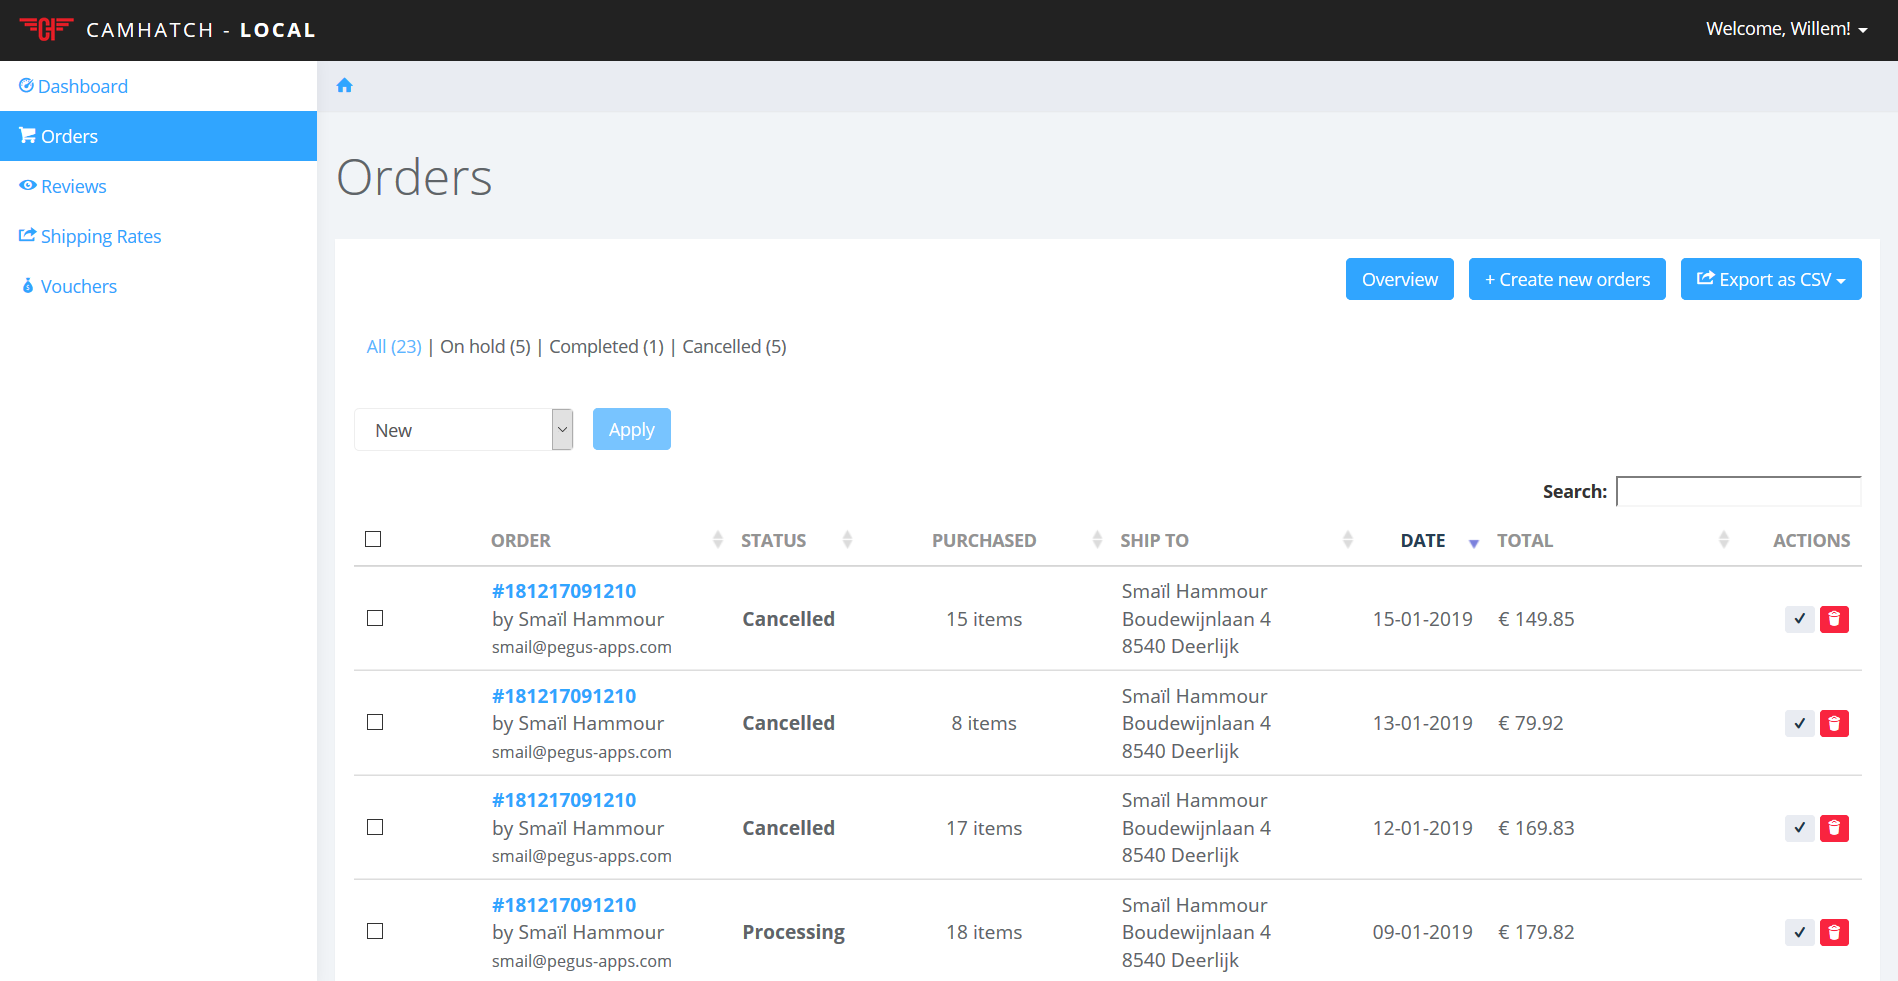 CAMHATCH - LOCAL
Welcome, Willem!
Dashboard
Orders
Reviews
Shipping Rates
Vouchers
Orders
Overview
+ Create new orders
Export as CSV
All (23) | On hold (5) | Completed (1) | Cancelled (5)
New
Apply
Search:
ORDER STATUS PURCHASED SHIP TO DATE TOTAL ACTIONS
#181217091210
by Smaïl Hammour
smail@pegus-apps.com
Cancelled
15 items
Smaïl Hammour
Boudewijnlaan 4
8540 Deerlijk
15-01-2019
€ 149.85
#181217091210
by Smaïl Hammour
smail@pegus-apps.com
Cancelled
8 items
Smaïl Hammour
Boudewijnlaan 4
8540 Deerlijk
13-01-2019
€ 79.92
#181217091210
by Smaïl Hammour
smail@pegus-apps.com
Cancelled
17 items
Smaïl Hammour
Boudewijnlaan 4
8540 Deerlijk
12-01-2019
€ 169.83
#181217091210
by Smaïl Hammour
smail@pegus-apps.com
Processing
18 items
Smaïl Hammour
Boudewijnlaan 4
8540 Deerlijk
09-01-2019
€ 179.82